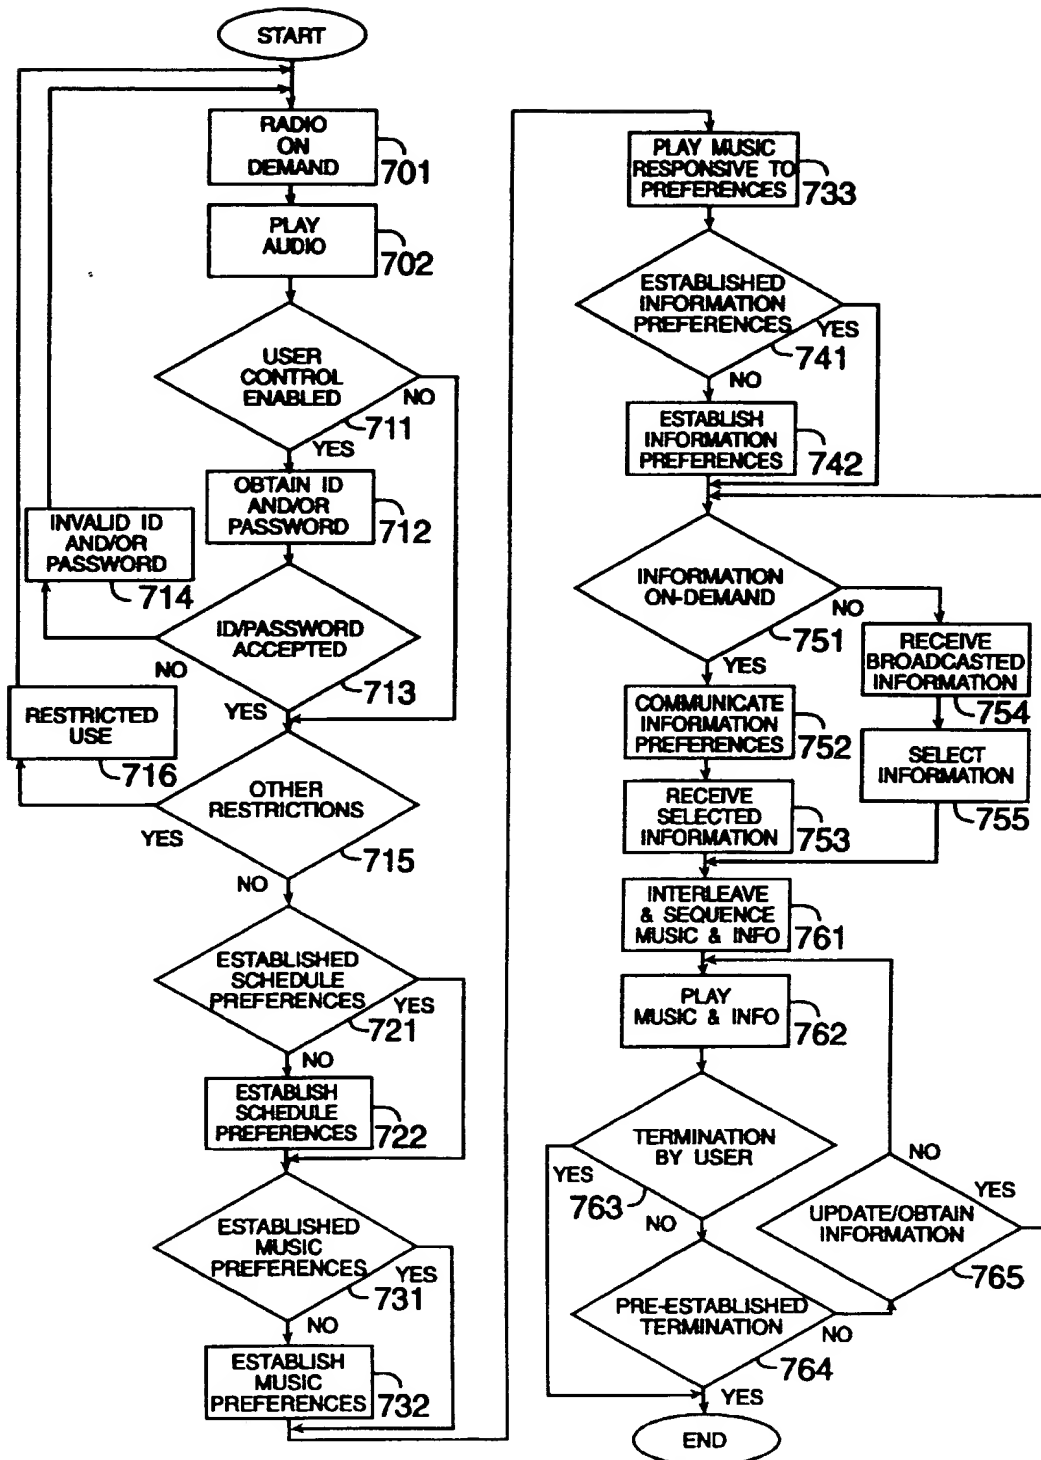 START
RADIO
ON
DEMAND
701
PLAY
AUDIO
702
USER
CONTROL
ENABLED
NO
711
YES
OBTAIN ID
AND/OR
PASSWORD
712
INVALID ID
AND/OR
PASSWORD
714
ID/PASSWORD
ACCEPTED
NO
713
YES
RESTRICTED
USE
716
OTHER
RESTRICTIONS
YES
715
NO
ESTABLISHED
SCHEDULE
PREFERENCES
YES
721
NO
ESTABLISH
SCHEDULE
PREFERENCES
722
ESTABLISHED
MUSIC
PREFERENCES
YES
731
NO
ESTABLISH
MUSIC
PREFERENCES
732
PLAY MUSIC
RESPONSIVE TO
PREFERENCES
733
ESTABLISHED
INFORMATION
PREFERENCES
YES
741
NO
ESTABLISH
INFORMATION
PREFERENCES
742
INFORMATION
ON-DEMAND
NO
751
YES
COMMUNICATE
INFORMATION
PREFERENCES
752
RECEIVE
SELECTED
INFORMATION
753
RECEIVE
BROADCASTED
INFORMATION
754
SELECT
INFORMATION
755
INTERLEAVE
& SEQUENCE
MUSIC & INFO
761
PLAY
MUSIC & INFO
762
TERMINATION
BY USER
YES
763
NO
UPDATE/OBTAIN
INFORMATION
NO
YES
765
PRE-ESTABLISHED
TERMINATION
NO
764
YES
END